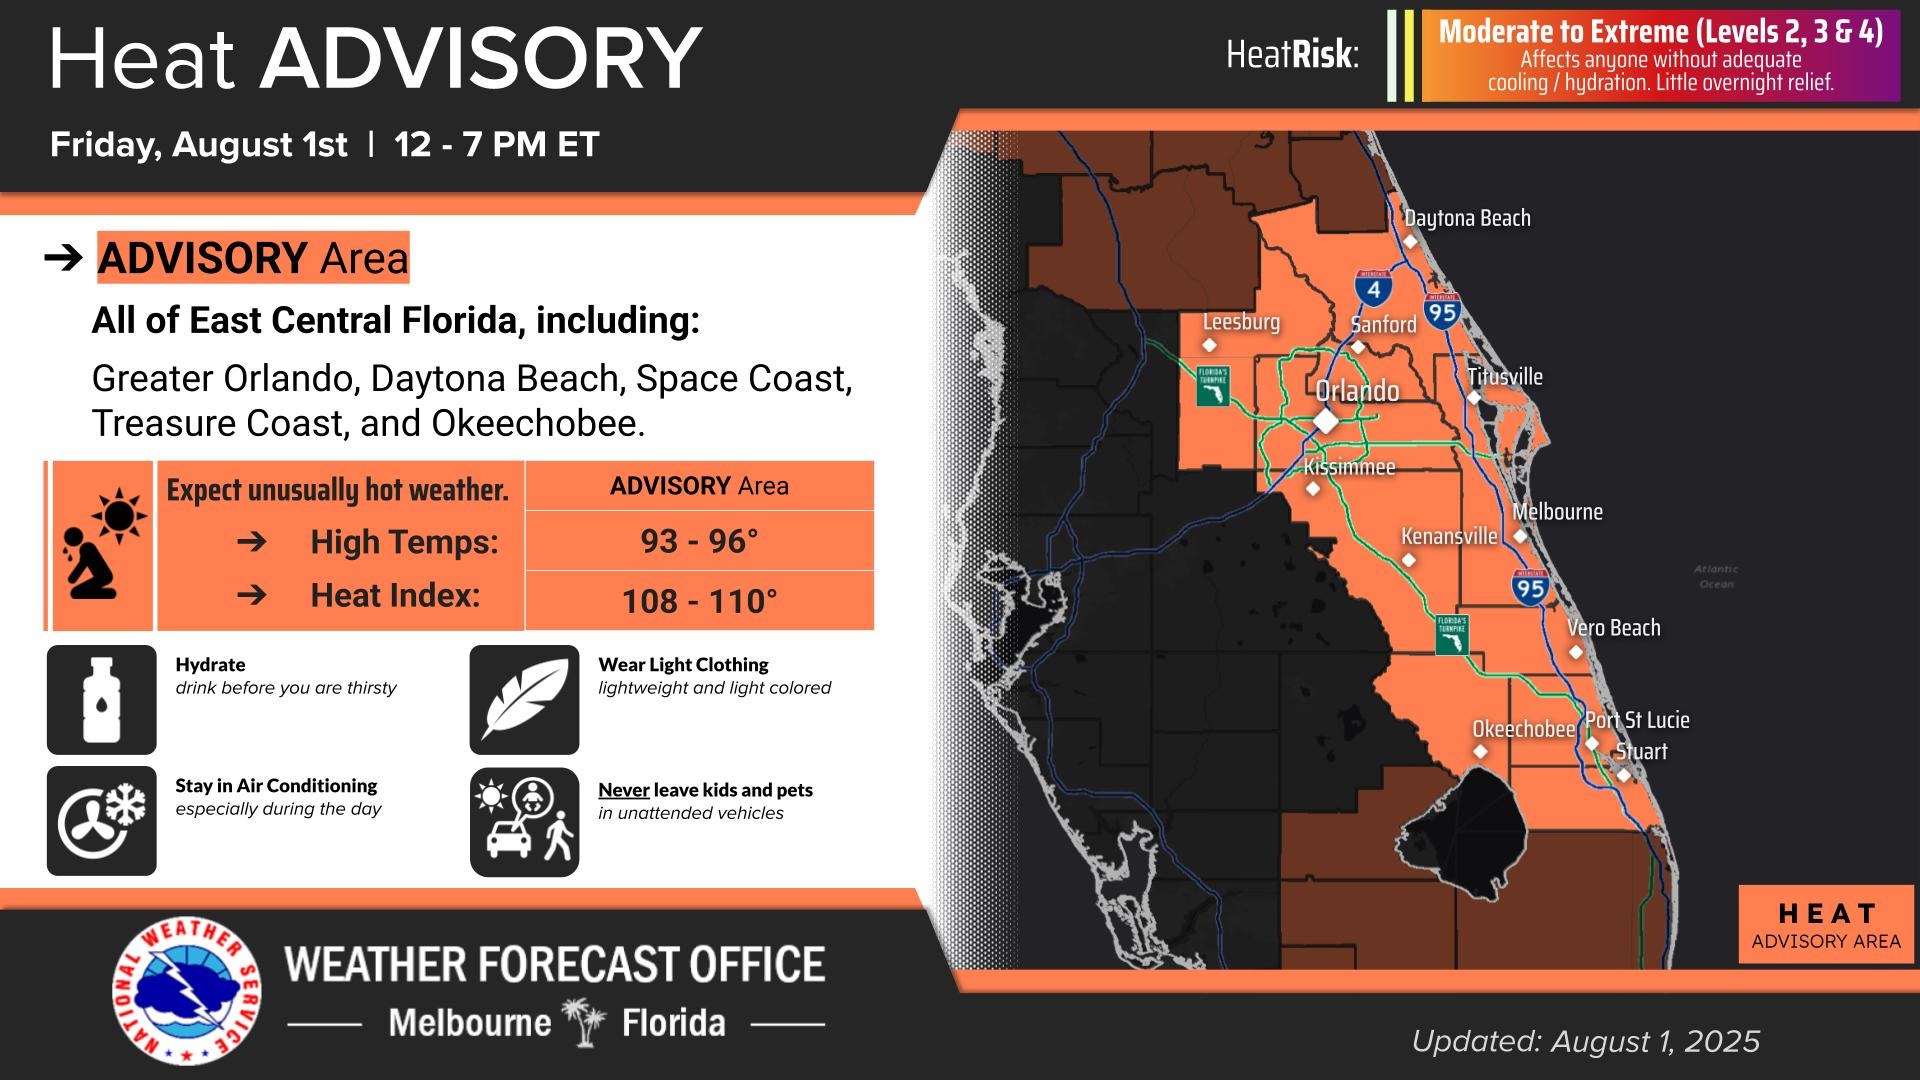 Heat ADVISORY
Friday, August 1st | 12 - 7 PM ET
HeatRisk:
Moderate to Extreme (Levels 2, 3 & 4)
Affects anyone without adequate
cooling / hydration. Little overnight relief.
➔ ADVISORY Area
All of East Central Florida, including:
Greater Orlando, Daytona Beach, Space Coast,
Treasure Coast, and Okeechobee.
Expect unusually hot weather.
ADVISORY Area
➔ High Temps:
93 - 96°
➔ Heat Index:
108 - 110°
Hydrate
drink before you are thirsty
Wear Light Clothing
lightweight and light colored
Stay in Air Conditioning
especially during the day
Never leave kids and pets
in unattended vehicles
Daytona Beach
INTERSTATE
4
INTERSTATE
95
Leesburg
Sanford
FLORIDA'S
TURNPIKE
Titusville
Orlando
Kissimmee
Melbourne
Kenansville
Atlantic
Ocean
INTERSTATE
95
FLORIDA'S
TURNPIKE
Vero Beach
Okeechobee
Port St Lucie
Stuart
HEAT
ADVISORY AREA
NATIONAL WEATHER SERVICE
WEATHER FORECAST OFFICE
Melbourne Florida
Updated: August 1, 2025